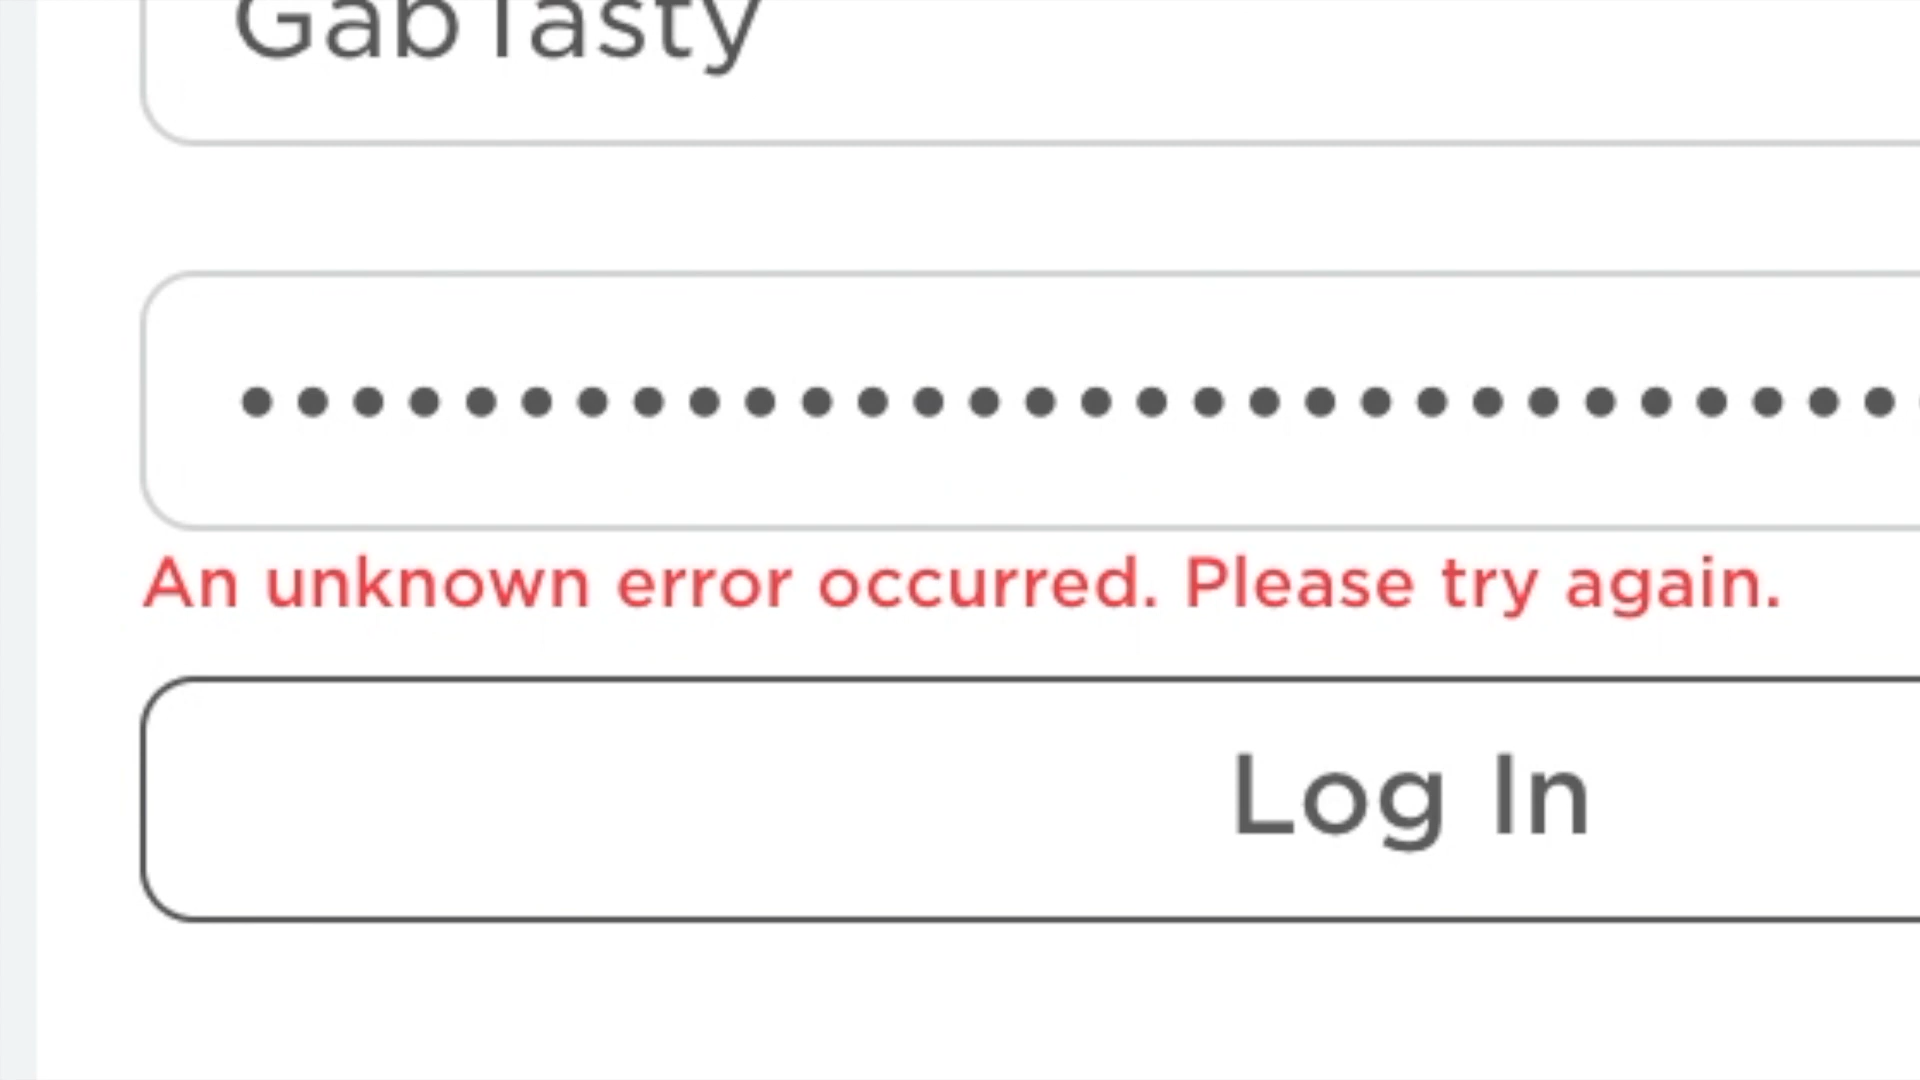 GabTasty
••••••••••••••••••••••••••••••
An unknown error occurred. Please try again.
Log In